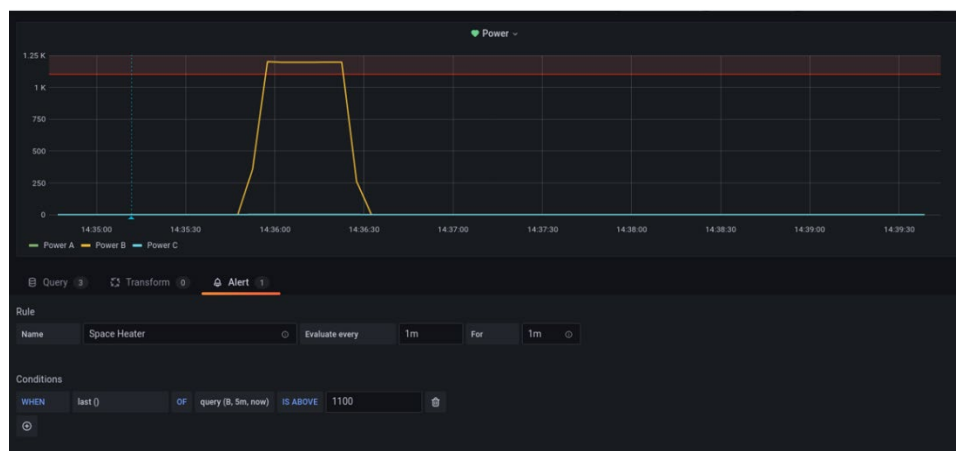 Power
1.25 K
1 K
750
500
250
0
14:35:00 14:35:30 14:36:00 14:36:30 14:37:00 14:37:30 14:38:00 14:38:30 14:39:00 14:39:30
Power A Power B Power C
Query 3 Transform 0 Alert 1
Rule
Name Space Heater Evaluate every 1m For 1m
Conditions
WHEN last () OF query (B, 5m, now) IS ABOVE 1100